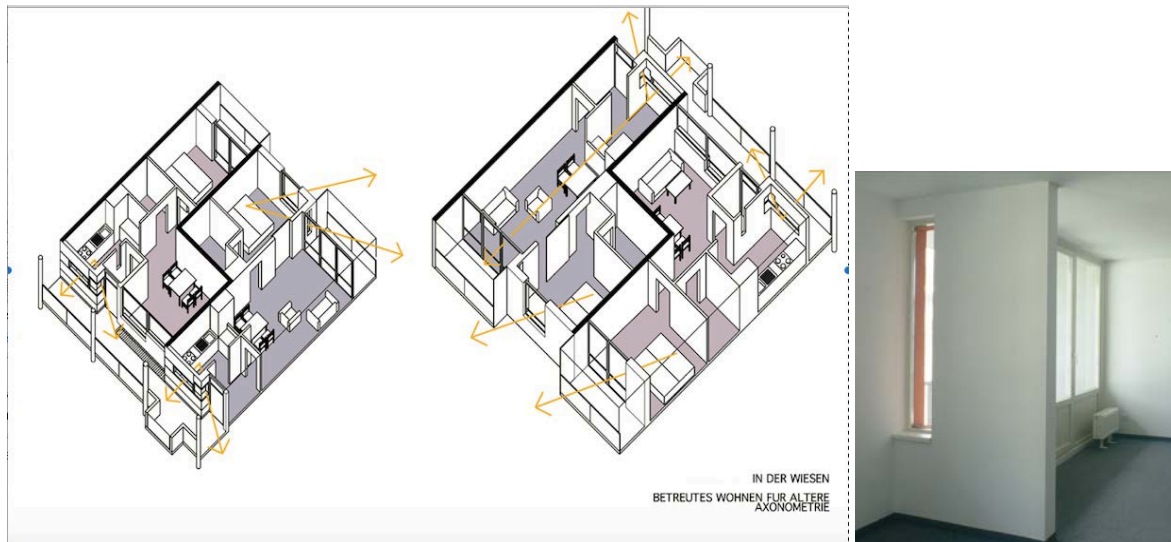 IN DER WIESEN
BETREUTES WOHNEN FUR ALTERE
AXONOMETRIE